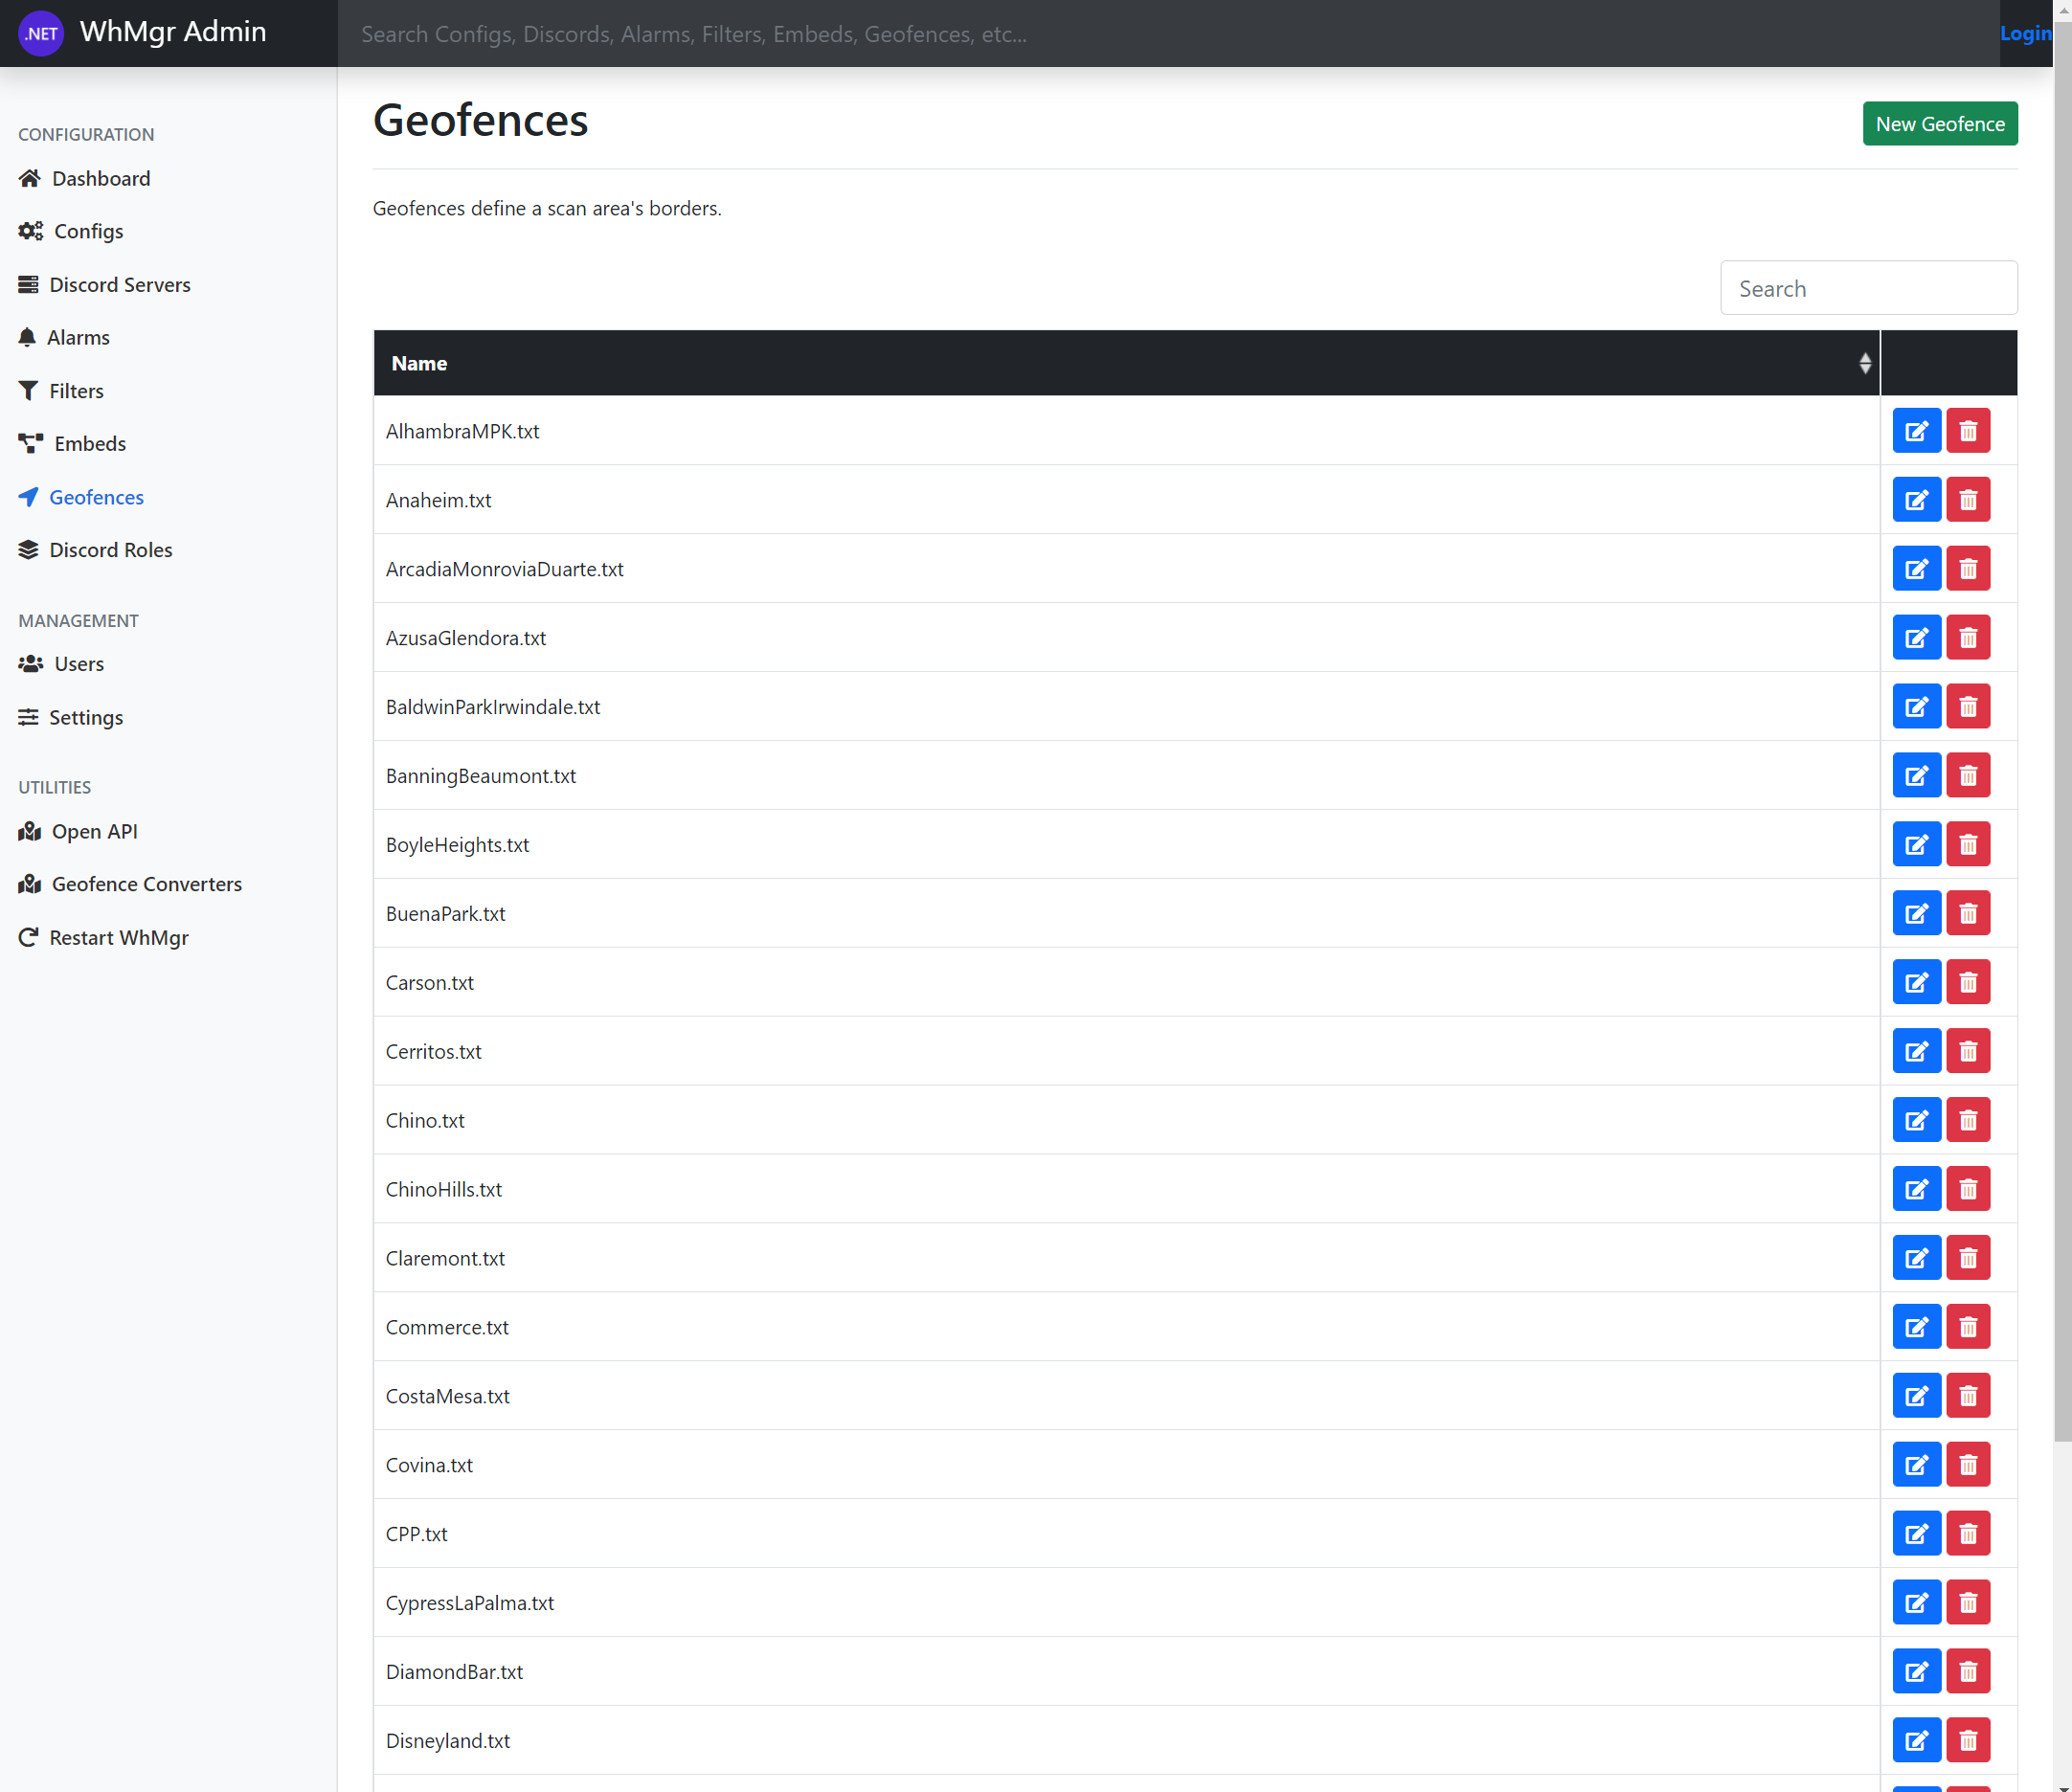 .NET WhMgr Admin
Search Configs, Discords, Alarms, Filters, Embeds, Geofences, etc...
Login
CONFIGURATION
Dashboard
Configs
Discord Servers
Alarms
Filters
Embeds
Geofences
Discord Roles
MANAGEMENT
Users
Settings
UTILITIES
Open API
Geofence Converters
Restart WhMgr
Geofences
New Geofence
Geofences define a scan area's borders.
Search
Name
AlhambraMPK.txt
Anaheim.txt
ArcadiaMonroviaDuarte.txt
AzusaGlendora.txt
BaldwinParkIrwindale.txt
BanningBeaumont.txt
BoyleHeights.txt
BuenaPark.txt
Carson.txt
Cerritos.txt
Chino.txt
ChinoHills.txt
Claremont.txt
Commerce.txt
CostaMesa.txt
Covina.txt
CPP.txt
CypressLaPalma.txt
DiamondBar.txt
Disneyland.txt